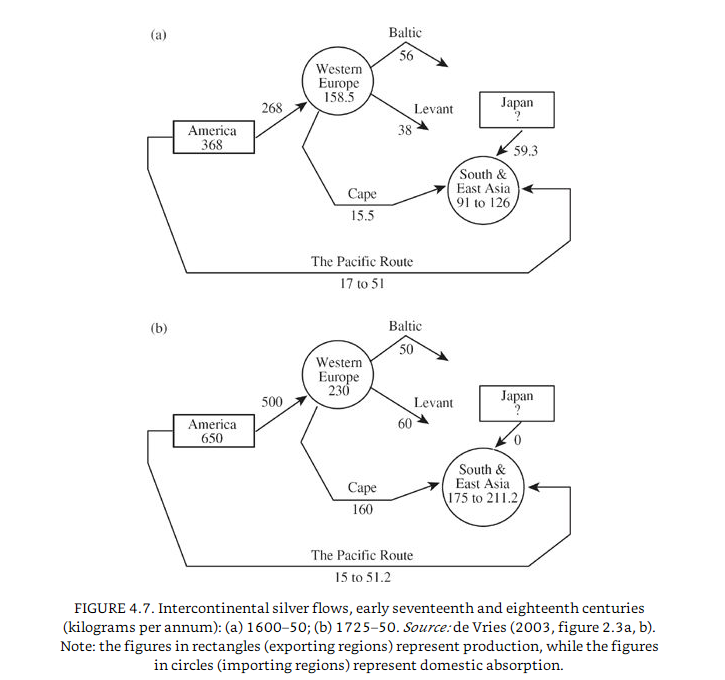 (a)
Baltic
56
Western
Europe
158.5
268
Levant
38
Japan
?
America
368
59.3
South &
East Asia
91 to 126
Cape
15.5
The Pacific Route
17 to 51
(b)
Baltic
50
Western
Europe
230
500
Levant
60
Japan
?
America
650
0
South &
East Asia
175 to 211.2
Cape
160
The Pacific Route
15 to 51.2
FIGURE 4.7. Intercontinental silver flows, early seventeenth and eighteenth centuries
(kilograms per annum): (a) 1600–50; (b) 1725–50. Source: de Vries (2003, figure 2.3a, b).
Note: the figures in rectangles (exporting regions) represent production, while the figures
in circles (importing regions) represent domestic absorption.